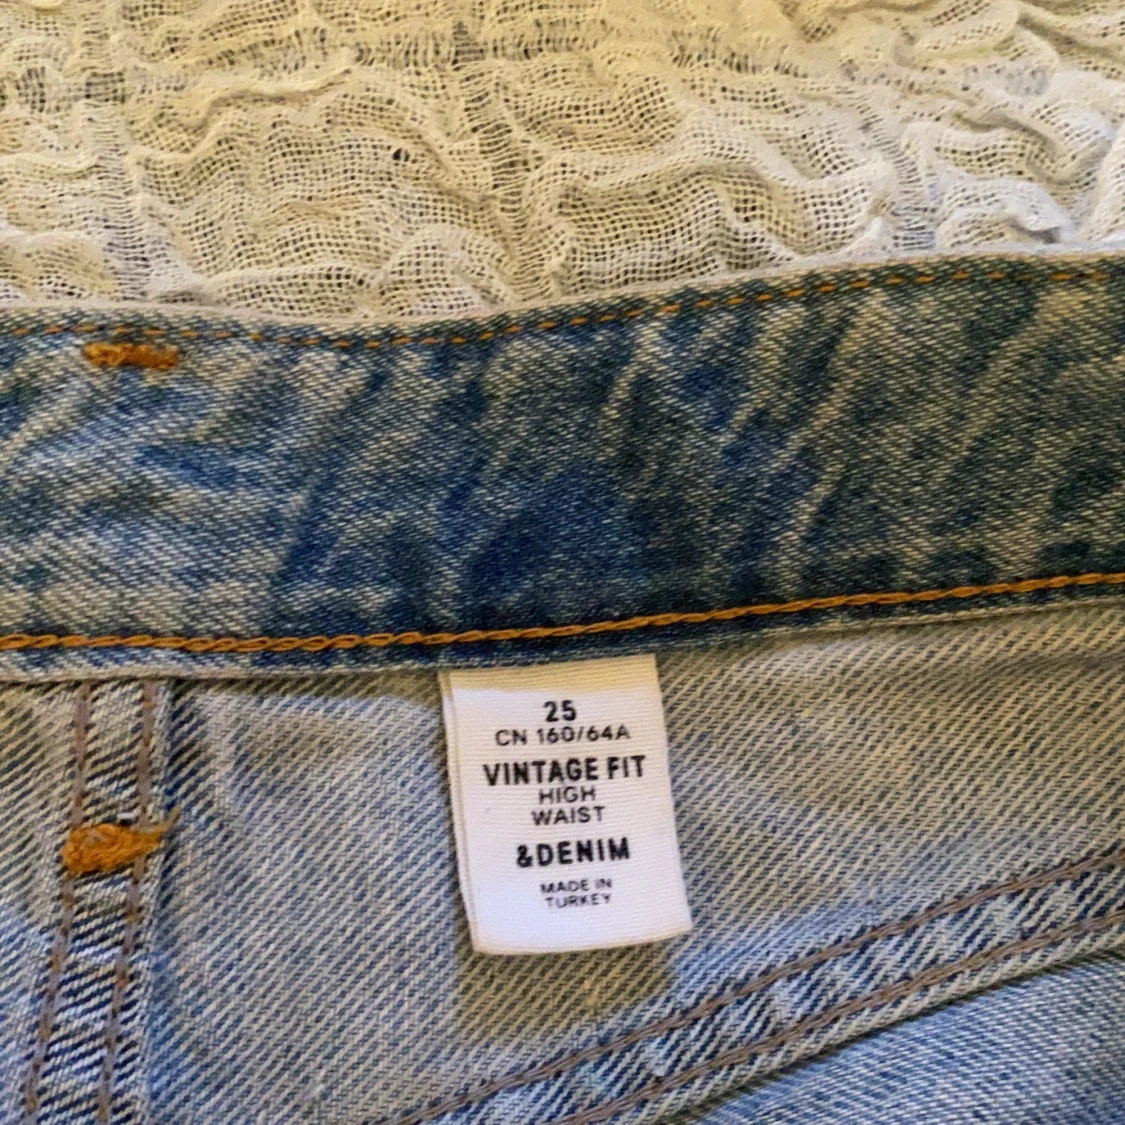 25
CN 160/64A
VINTAGE FIT
HIGH
WAIST
&DENIM
MADE IN
TURKEY